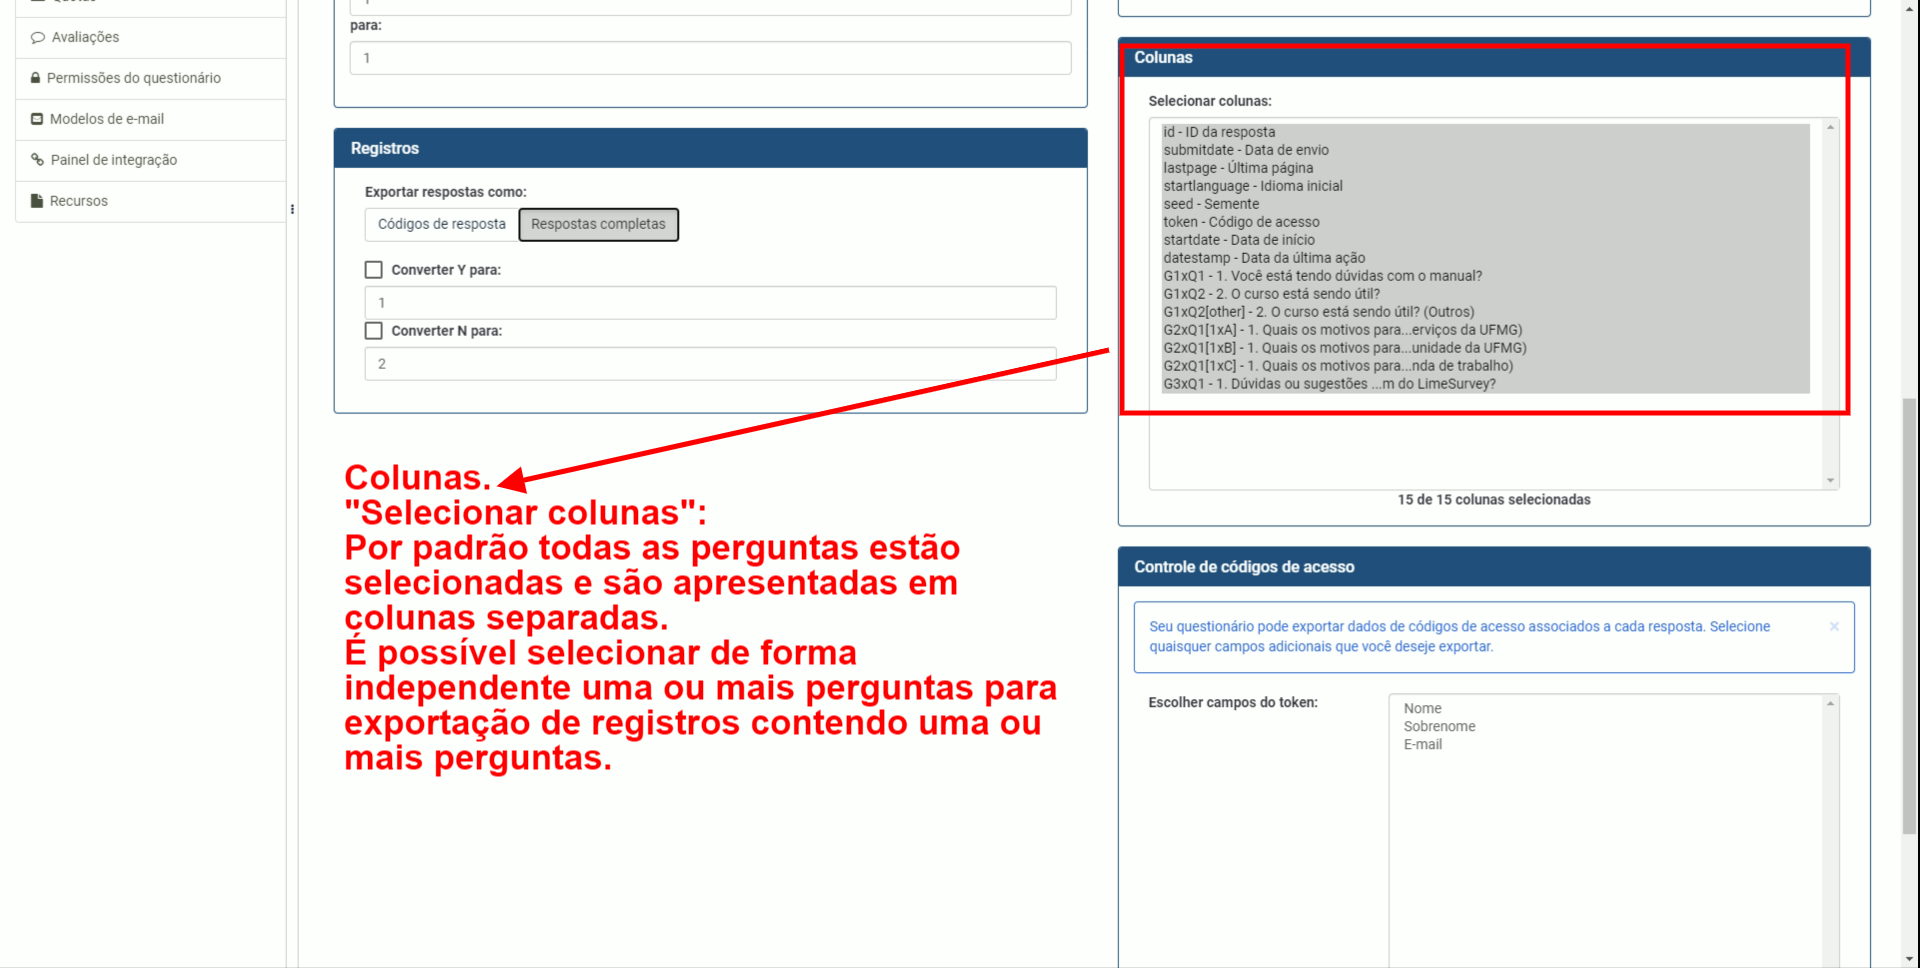 Avaliações
Permissões do questionário
Modelos de e-mail
Painel de integração
Recursos
para:
1
Registros
Exportar respostas como:
Códigos de resposta
Respostas completas
Converter Y para:
1
Converter N para:
2
Colunas.
"Selecionar colunas":
Por padrão todas as perguntas estão
selecionadas e são apresentadas em
colunas separadas.
É possível selecionar de forma
independente uma ou mais perguntas para
exportação de registros contendo uma ou
mais perguntas.
Colunas
Selecionar colunas:
id - ID da resposta
submitdate - Data de envio
lastpage - Última página
startlanguage - Idioma inicial
seed - Semente
token - Código de acesso
startdate - Data de início
datestamp - Data da última ação
G1xQ1 - 1. Você está tendo dúvidas com o manual?
G1xQ2 - 2. O curso está sendo útil?
G1xQ2[other] - 2. O curso está sendo útil? (Outros)
G2xQ1[1xA] - 1. Quais os motivos para...erviços da UFMG)
G2xQ1[1xB] - 1. Quais os motivos para...unidade da UFMG)
G2xQ1[1xC] - 1. Quais os motivos para...nda de trabalho)
G3xQ1 - 1. Dúvidas ou sugestões ...m do LimeSurvey?
15 de 15 colunas selecionadas
Controle de códigos de acesso
Seu questionário pode exportar dados de códigos de acesso associados a cada resposta. Selecione
quaisquer campos adicionais que você deseje exportar.
×
Escolher campos do token:
Nome
Sobrenome
E-mail